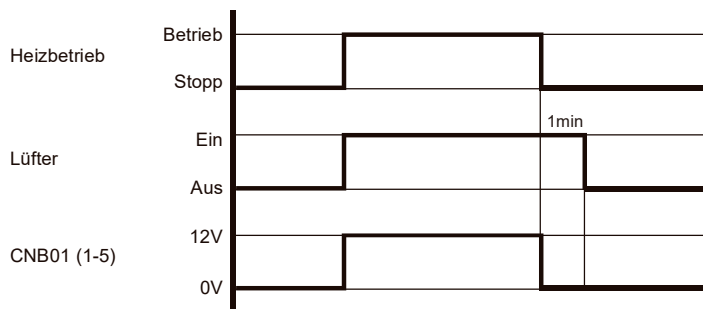 Betrieb
Heizbetrieb
Stopp
1min
Ein
Lüfter
Aus
12V
CNB01 (1-5)
0V